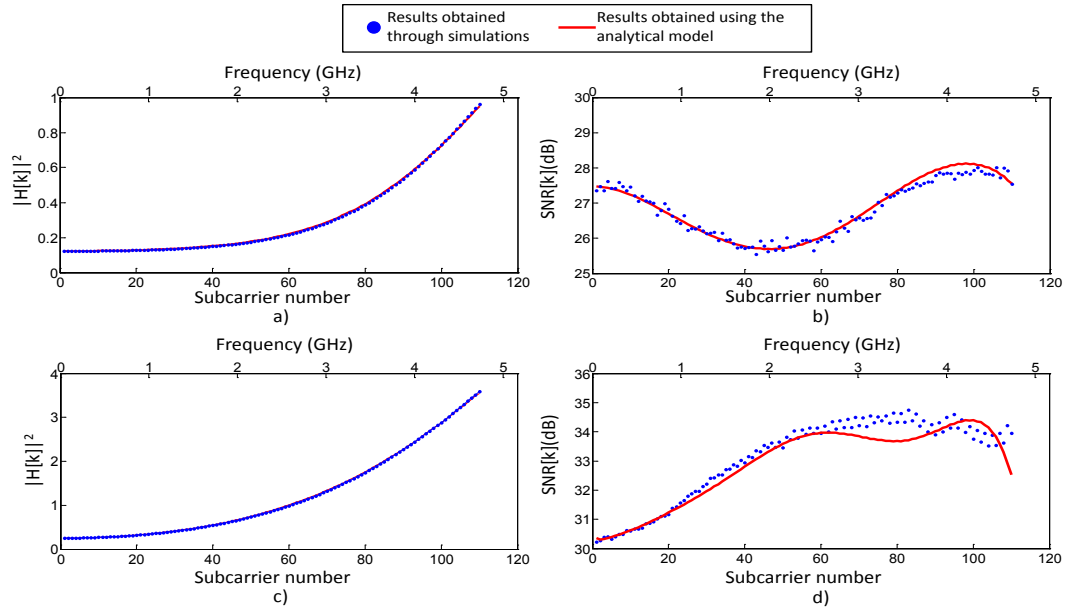 Results obtained through simulations
Results obtained using the analytical model
Frequency (GHz)
0 1 2 3 4 5
1
0.8
0.6
0.4
0.2
0
|H[k]|²
0 20 40 60 80 100 120
Subcarrier number
a)
Frequency (GHz)
0 1 2 3 4 5
30
29
28
27
26
25
SNR[k](dB)
0 20 40 60 80 100 120
Subcarrier number
b)
Frequency (GHz)
0 1 2 3 4 5
4
3
2
1
0
|H[k]|²
0 20 40 60 80 100 120
Subcarrier number
c)
Frequency (GHz)
0 1 2 3 4 5
36
35
34
33
32
31
30
SNR[k](dB)
0 20 40 60 80 100 120
Subcarrier number
d)